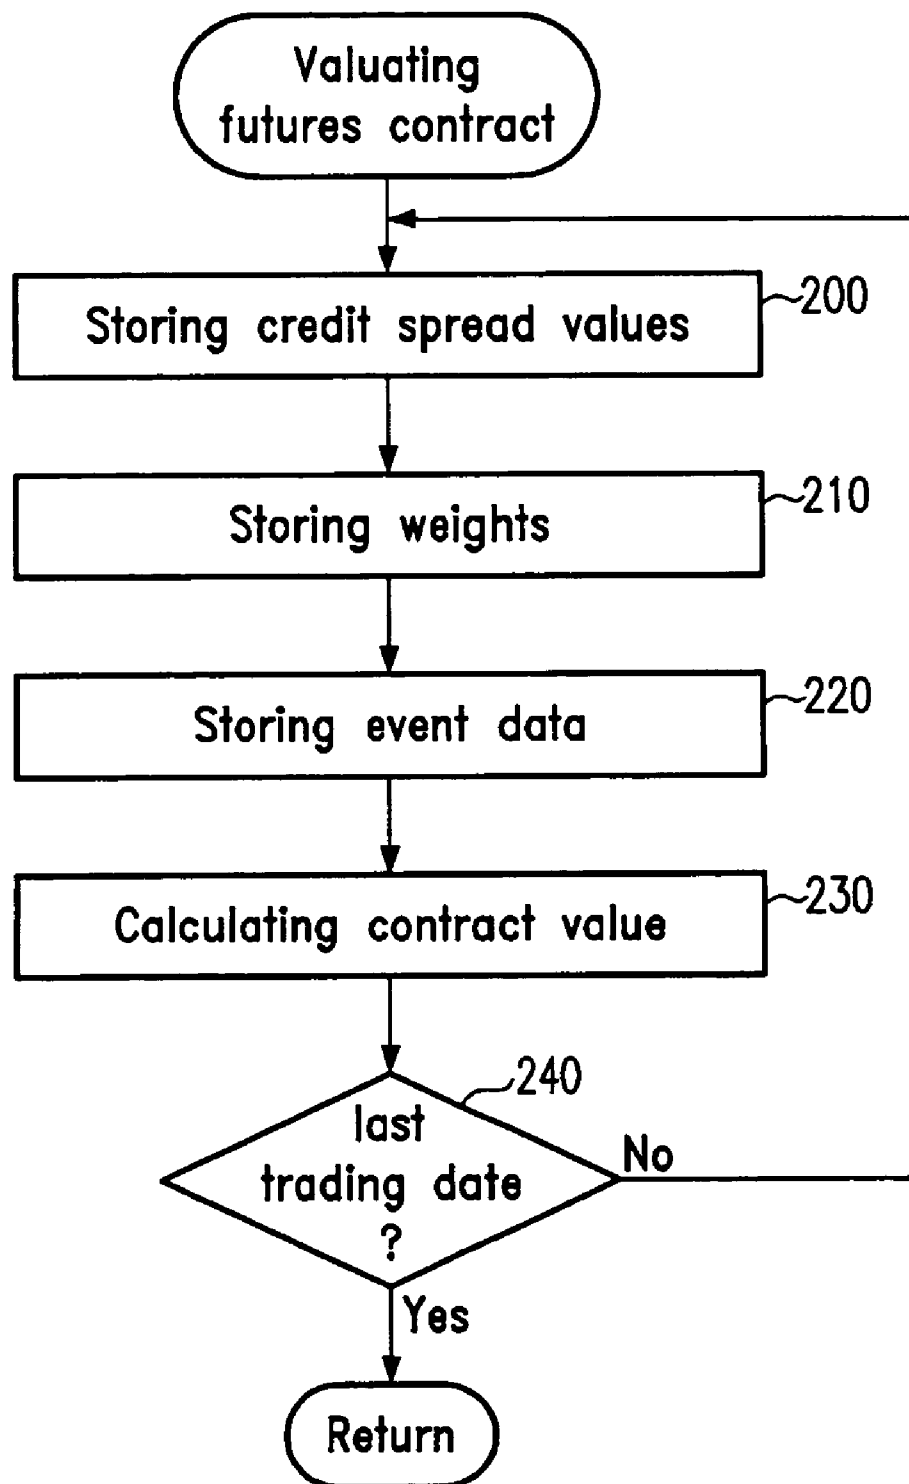 Valuating
futures contract
Storing credit spread values
200
Storing weights
210
Storing event data
220
Calculating contract value
230
240
last
trading date
?
No
Yes
Return